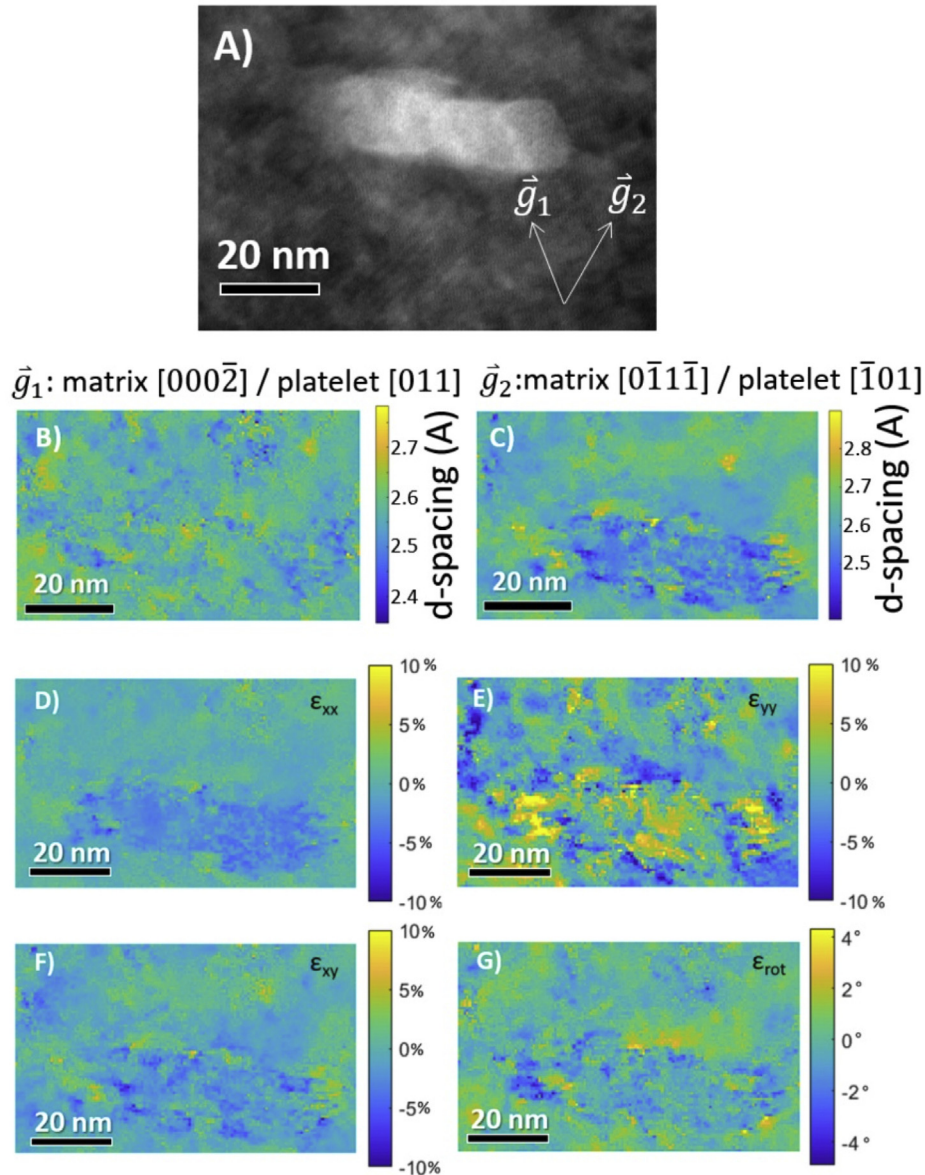 A)
g⃗₁ g⃗₂
20 nm
g⃗₁: matrix [0002̅] / platelet [011] g⃗₂:matrix [01̅11̅] / platelet [1̅01]
B)
2.7
2.6
2.5
2.4
d-spacing (A)
20 nm
C)
2.8
2.7
2.6
2.5
d-spacing (A)
20 nm
D)
εxx
10 %
5%
0%
-5%
-10 %
20 nm
E)
εyy
10 %
5%
0%
-5%
-10 %
20 nm
F)
εxy
10%
5%
0%
-5%
-10%
20 nm
G)
εrot
4°
2°
0°
-2°
-4°
20 nm